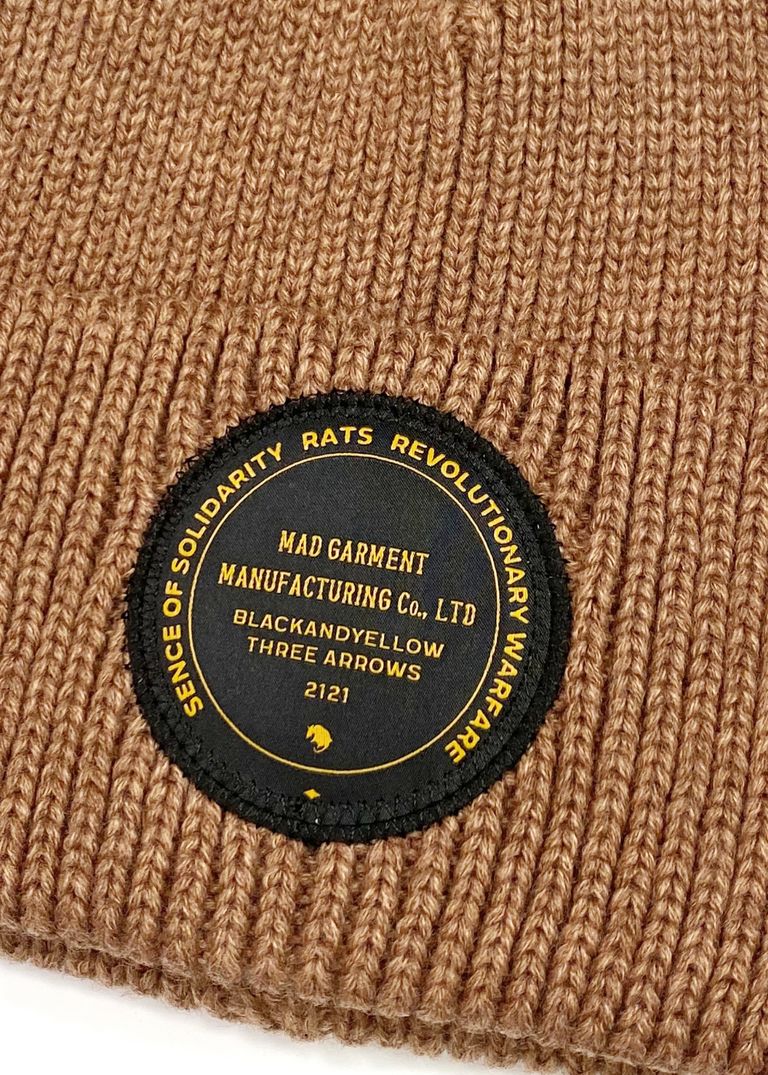 SENCE OF SOLIDARITY RATS REVOLUTIONARY WARFARE
MAD GARMENT
MANUFACTURING Co., LTD
BLACKANDYELLOW
THREE ARROWS
2121